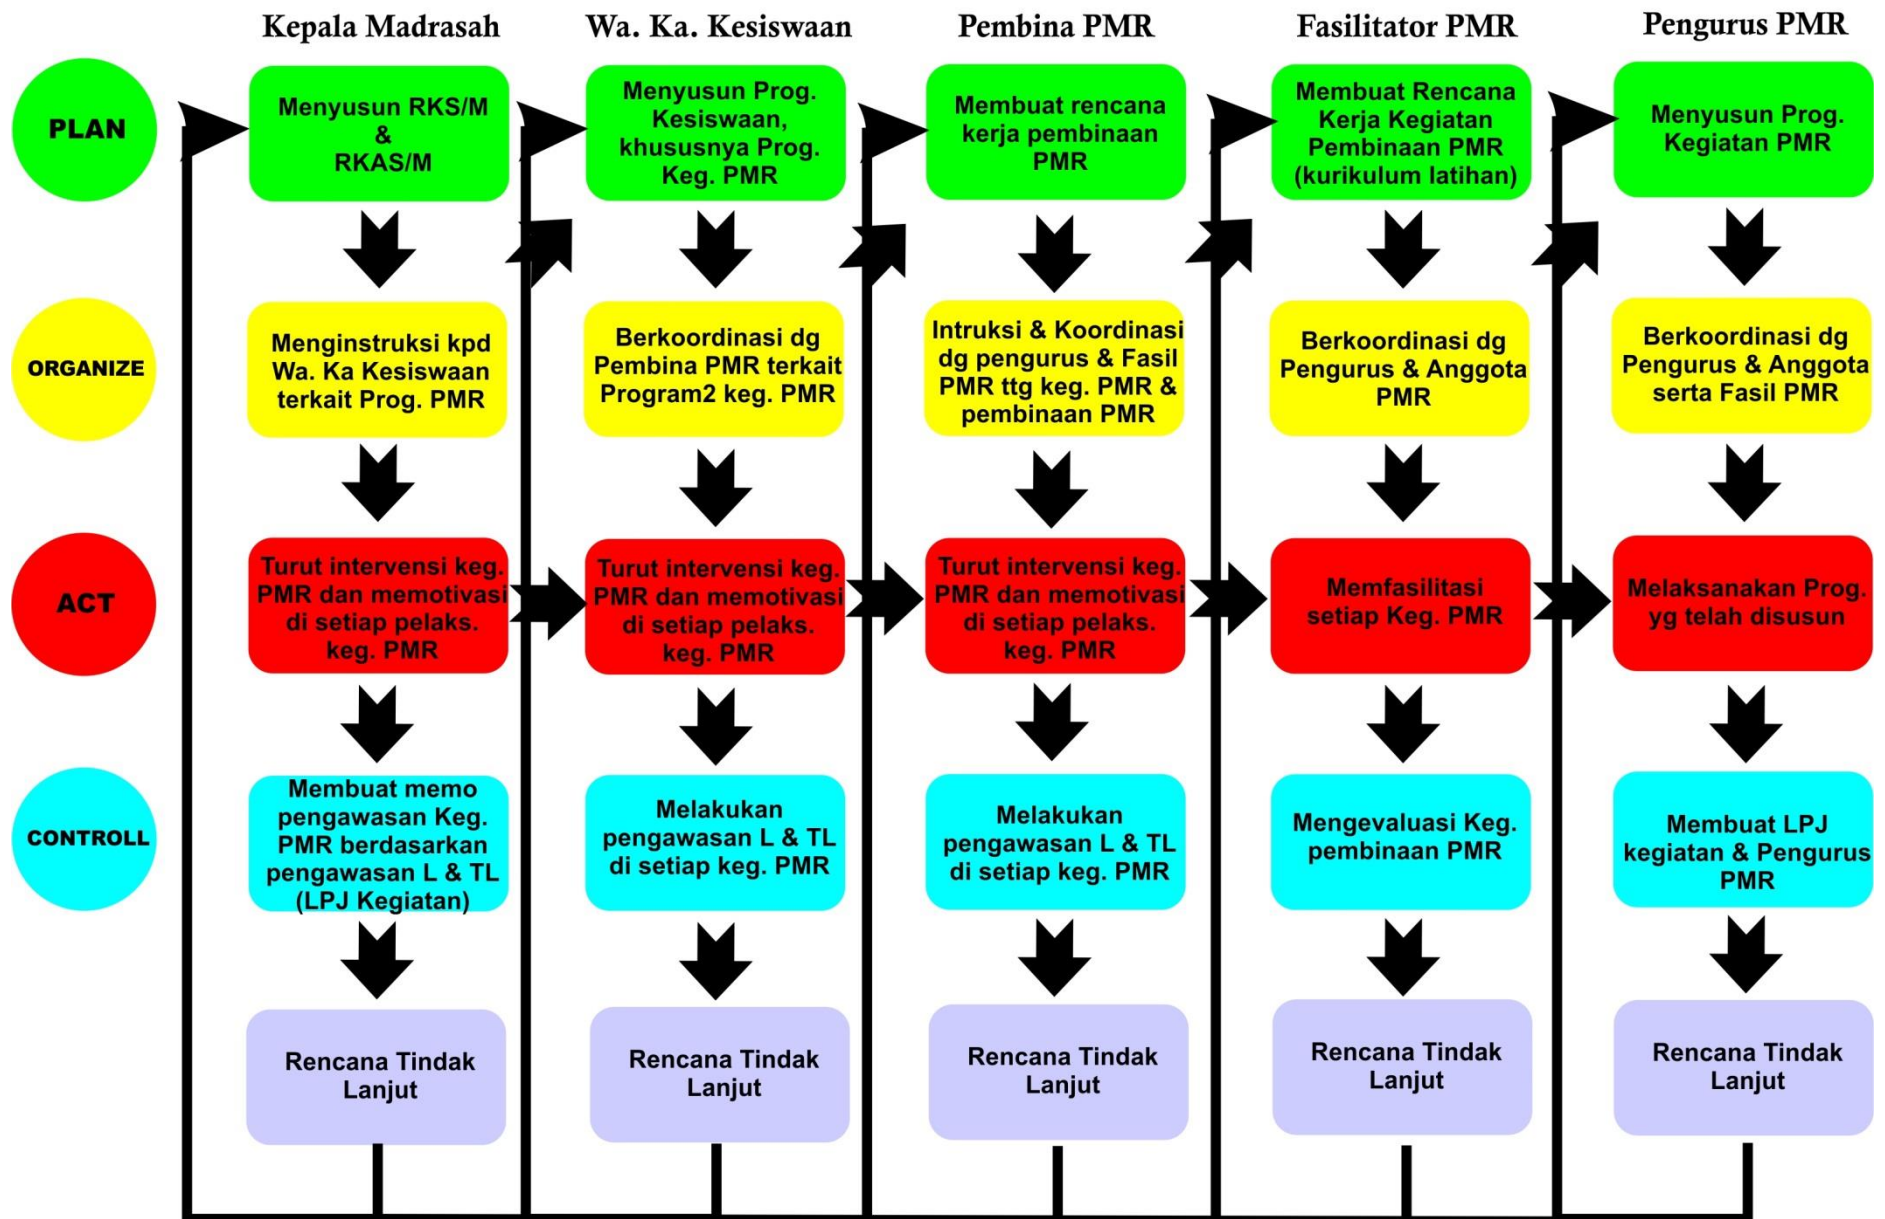 Kepala Madrasah
Wa. Ka. Kesiswaan
Pembina PMR
Fasilitator PMR
Pengurus PMR
PLAN
Menyusun RKS/M
&
RKAS/M
Menyusun Prog.
Kesiswaan,
khususnya Prog.
Keg. PMR
Membuat rencana
kerja pembinaan
PMR
Membuat Rencana
Kerja Kegiatan
Pembinaan PMR
(kurikulum latihan)
Menyusun Prog.
Kegiatan PMR
ORGANIZE
Menginstruksi kpd
Wa. Ka Kesiswaan
terkait Prog. PMR
Berkoordinasi dg
Pembina PMR terkait
Program2 keg. PMR
Intruksi & Koordinasi
dg pengurus & Fasil
PMR ttg keg. PMR &
pembinaan PMR
Berkoordinasi dg
Pengurus & Anggota
PMR
Berkoordinasi dg
Pengurus & Anggota
serta Fasil PMR
ACT
Turut intervensi keg.
PMR dan memotivasi
di setiap pelaks.
keg. PMR
Turut intervensi keg.
PMR dan memotivasi
di setiap pelaks.
keg. PMR
Turut intervensi keg.
PMR dan memotivasi
di setiap pelaks.
keg. PMR
Memfasilitasi
setiap Keg. PMR
Melaksanakan Prog.
yg telah disusun
CONTROLL
Membuat memo
pengawasan Keg.
PMR berdasarkan
pengawasan L & TL
(LPJ Kegiatan)
Melakukan
pengawasan L & TL
di setiap keg. PMR
Melakukan
pengawasan L & TL
di setiap keg. PMR
Mengevaluasi Keg.
pembinaan PMR
Membuat LPJ
kegiatan & Pengurus
PMR
Rencana Tindak
Lanjut
Rencana Tindak
Lanjut
Rencana Tindak
Lanjut
Rencana Tindak
Lanjut
Rencana Tindak
Lanjut